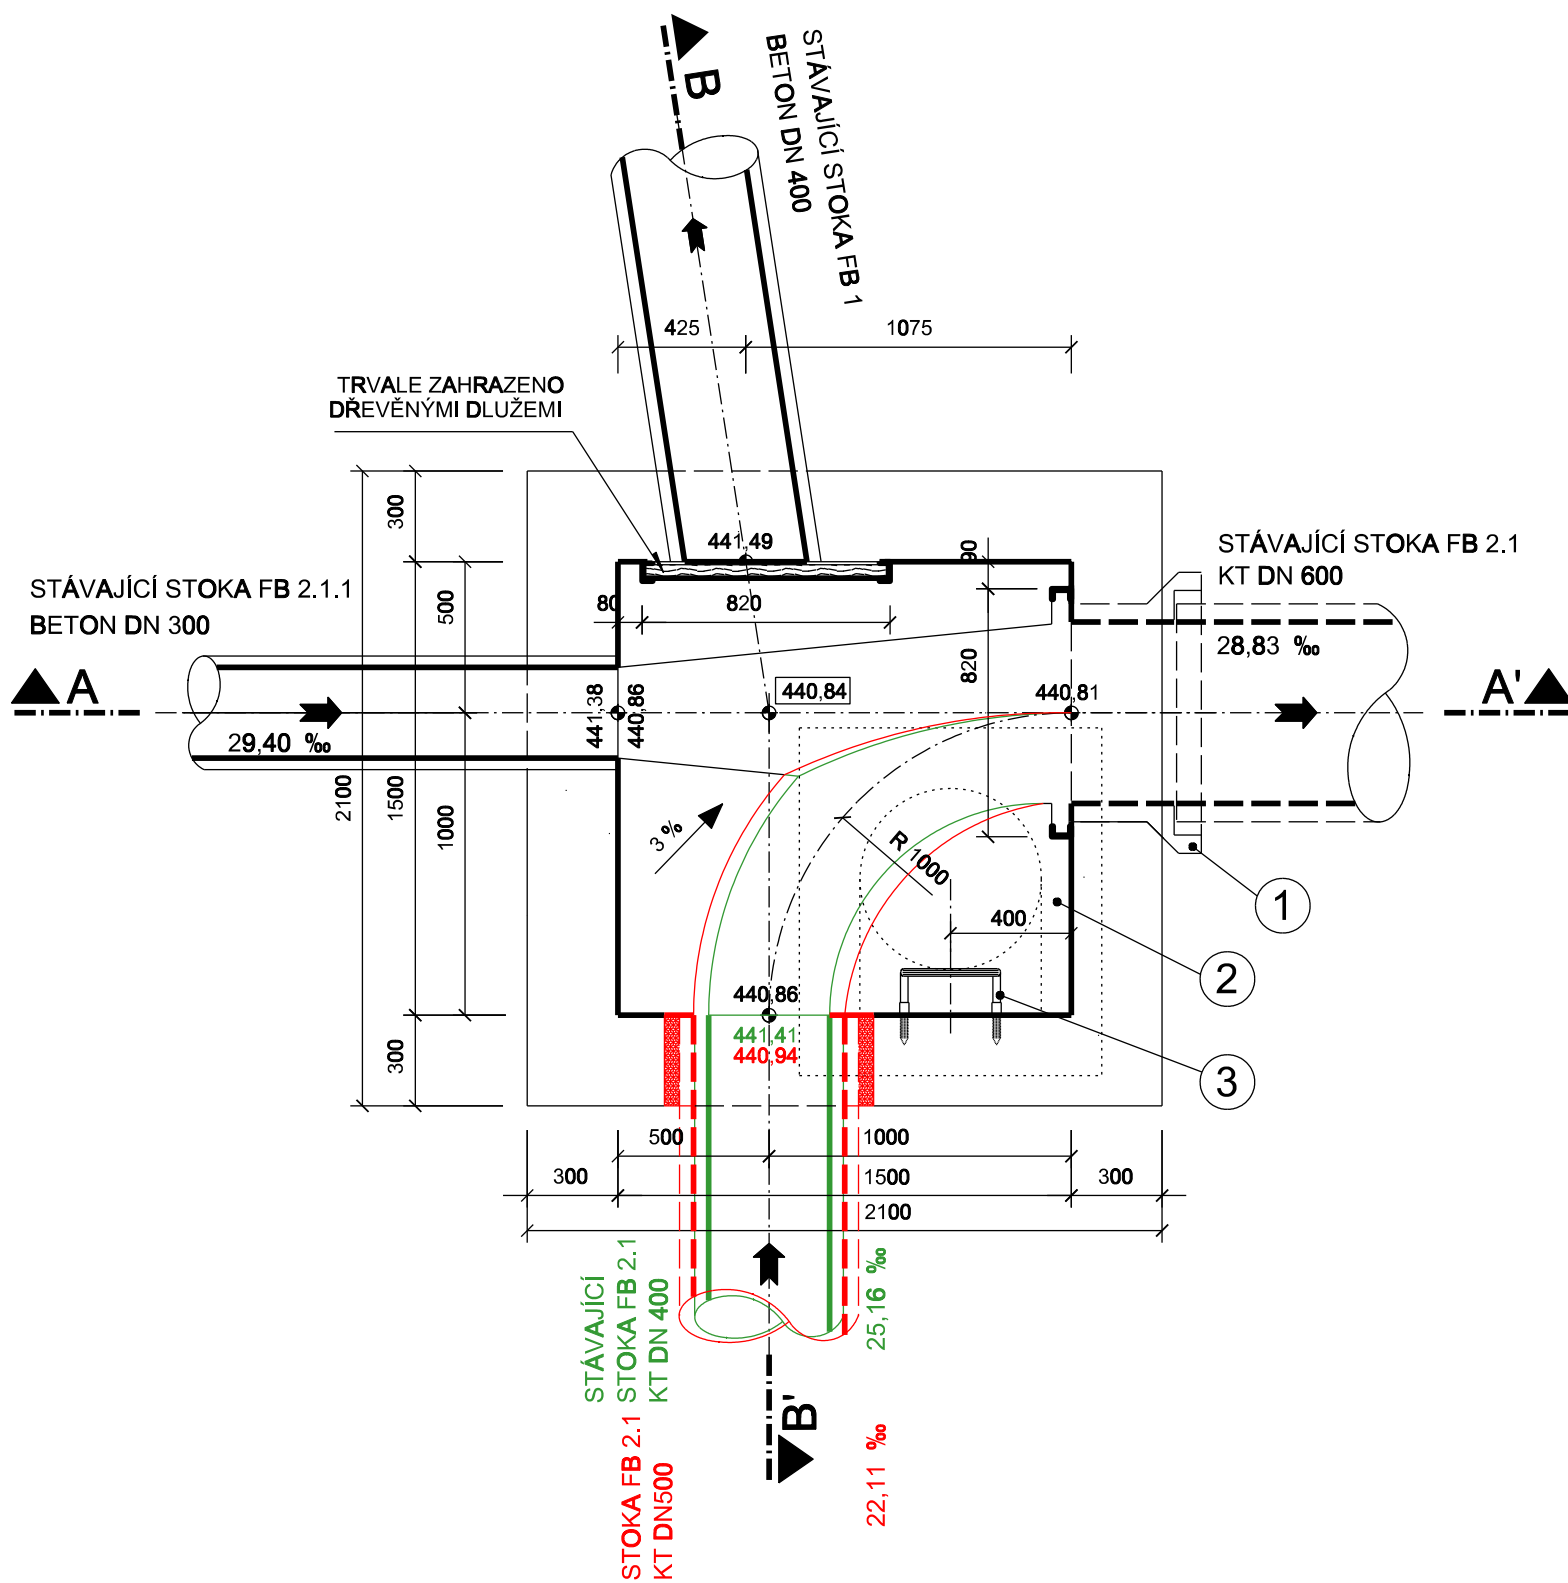 B
STÁVAJÍCÍ STOKA FB 1
BETON DN 400
425
1075
TRVALE ZAHRAZENO
DŘEVĚNÝMI DLUŽEMI
300
441,49
90
STÁVAJÍCÍ STOKA FB 2.1
KT DN 600
STÁVAJÍCÍ STOKA FB 2.1.1
BETON DN 300
500
80
820
28,83 ‰
820
A
441,38
440,86
440,84
440,81
A'
29,40 ‰
2100
1500
1000
3 %
R 1000
1
400
2
440,86
441,41
440,94
300
3
500
1000
300
1500
300
2100
STÁVAJÍCÍ
STOKA FB 2.1
KT DN 400
25,16 ‰
B'
STOKA FB 2.1
KT DN500
22,11 ‰